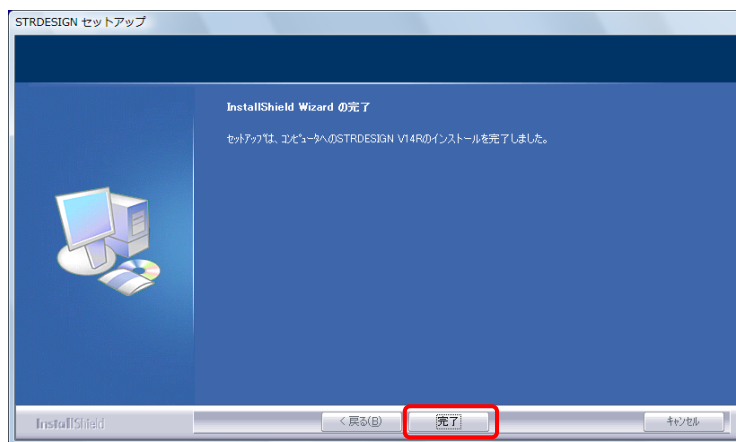 STRDESIGN セットアップ
InstallShield Wizard の完了
セットアップは、コンピュータへのSTRDESIGN V14Rのインストールを完了しました。
InstallShield
< 戻る(B)
完了
キャンセル